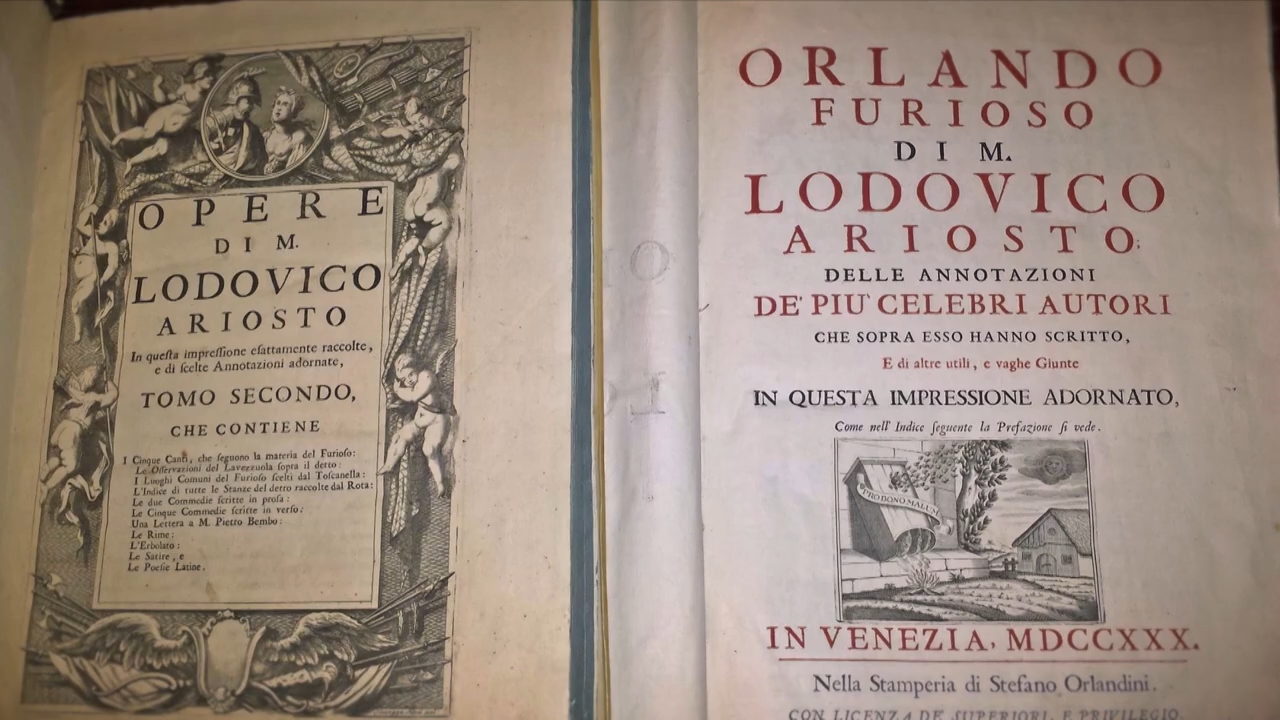 OPERE
DI M.
LODOVICO
ARIOSTO
In queſta impreſſione eſattamente raccolte,
e di ſcelte Annotazioni adornate,
TOMO SECONDO,
CHE CONTIENE
I Cinque Canti, che ſeguono la materia del Furioſo:
Le Oſſervazioni del Lavezzuola ſopra il detto:
I Luoghi Comuni del Furioſo ſcelti dal Toſcanella:
L'Indice di tutte le Stanze del detto raccolte dal Rota:
Le due Commedie ſcritte in proſa:
Le Cinque Commedie ſcritte in verſo:
Una Lettera a M. Pietro Bembo:
Le Rime:
L'Erbolato:
Le Satire, e
Le Poeſie Latine.
ORLANDO
FURIOSO
DI M.
LODOVICO
ARIOSTO;
DELLE ANNOTAZIONI
DE' PIU' CELEBRI AUTORI
CHE SOPRA ESSO HANNO SCRITTO,
E di altre utili, e vaghe Giunte
IN QUESTA IMPRESSIONE ADORNATO,
Come nell' Indice ſeguente la Prefazione ſi vede.
PRO BONO MALUM
IN VENEZIA, MDCCXXX.
Nella Stamperia di Stefano Orlandini.
CON LICENZA DE' SUPERIORI, E PRIVILEGIO.